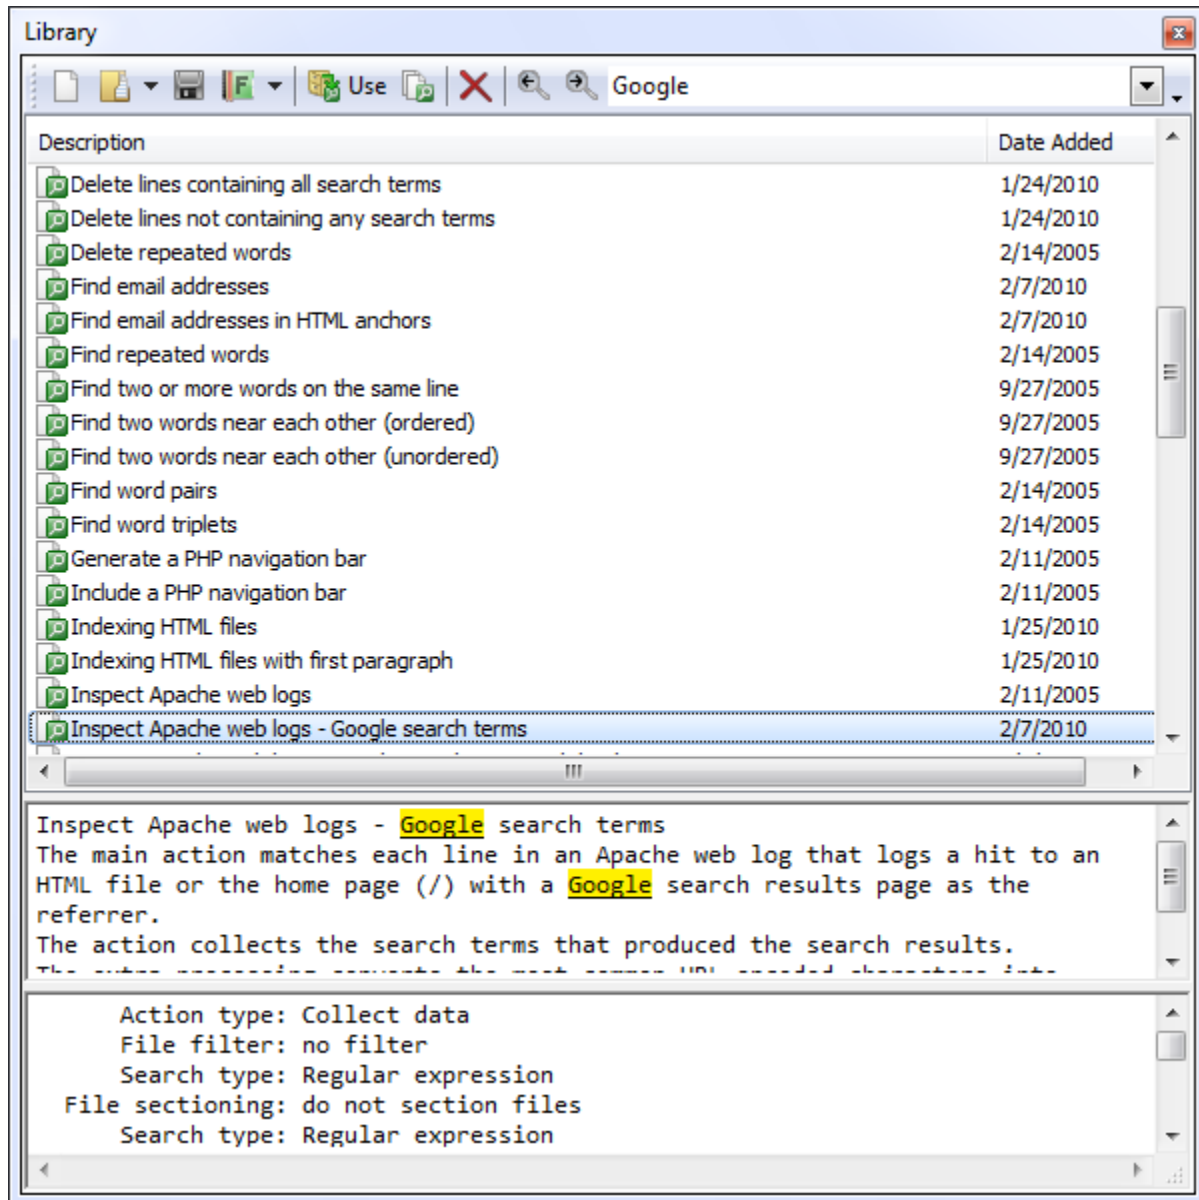 Library
Use Google
Description Date Added
Delete lines containing all search terms 1/24/2010
Delete lines not containing any search terms 1/24/2010
Delete repeated words 2/14/2005
Find email addresses 2/7/2010
Find email addresses in HTML anchors 2/7/2010
Find repeated words 2/14/2005
Find two or more words on the same line 9/27/2005
Find two words near each other (ordered) 9/27/2005
Find two words near each other (unordered) 9/27/2005
Find word pairs 2/14/2005
Find word triplets 2/14/2005
Generate a PHP navigation bar 2/11/2005
Include a PHP navigation bar 2/11/2005
Indexing HTML files 1/25/2010
Indexing HTML files with first paragraph 1/25/2010
Inspect Apache web logs 2/11/2005
Inspect Apache web logs - Google search terms 2/7/2010
Inspect Apache web logs - Google search terms
The main action matches each line in an Apache web log that logs a hit to an
HTML file or the home page (/) with a Google search results page as the
referrer.
The action collects the search terms that produced the search results.
Action type: Collect data
File filter: no filter
Search type: Regular expression
File sectioning: do not section files
Search type: Regular expression